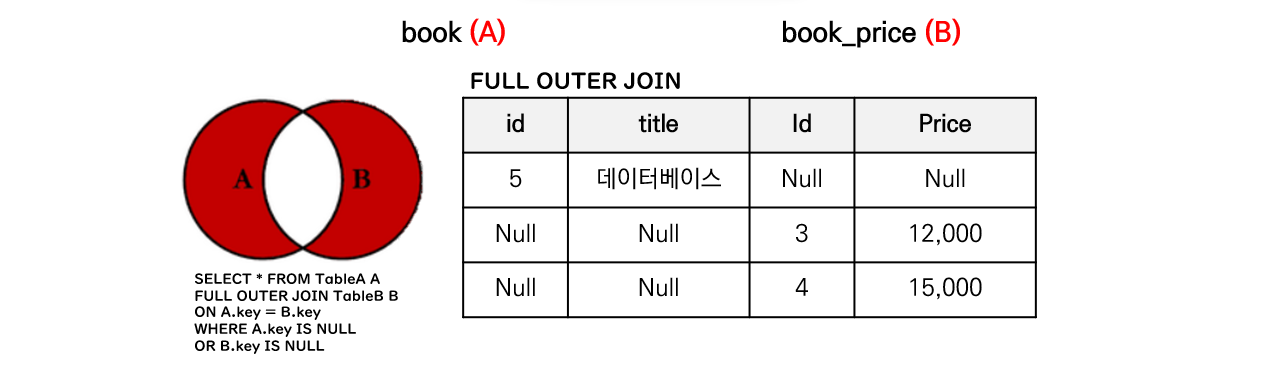 book (A) book_price (B)
FULL OUTER JOIN
id title Id Price
5 데이터베이스 Null Null
Null Null 3 12,000
Null Null 4 15,000
A B
SELECT * FROM TableA A
FULL OUTER JOIN TableB B
ON A.key = B.key
WHERE A.key IS NULL
OR B.key IS NULL